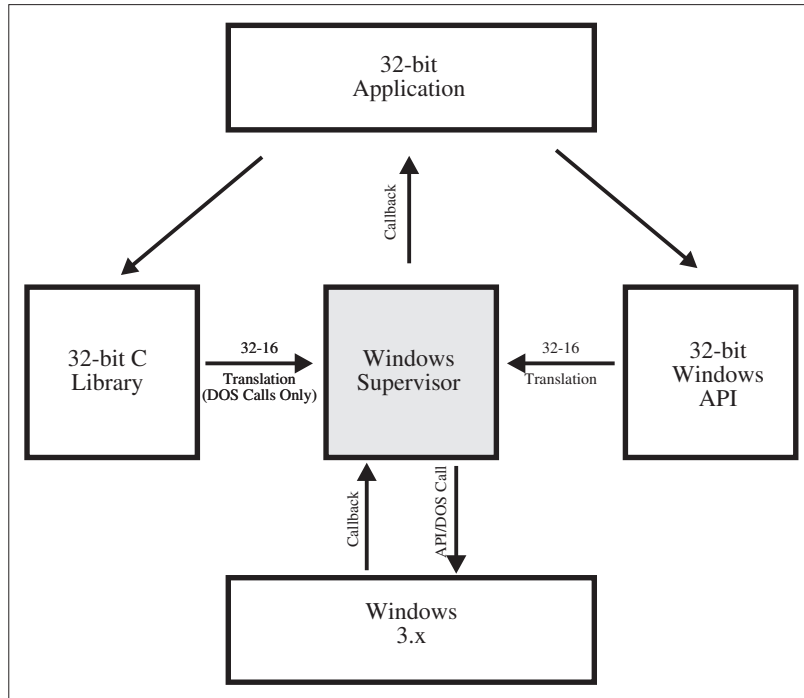 32-bit
Application
Callback
32-bit C
Library
32-16
Translation
(DOS Calls Only)
Windows
Supervisor
32-16
Translation
32-bit
Windows
API
Callback
API/DOS Call
Windows
3.x